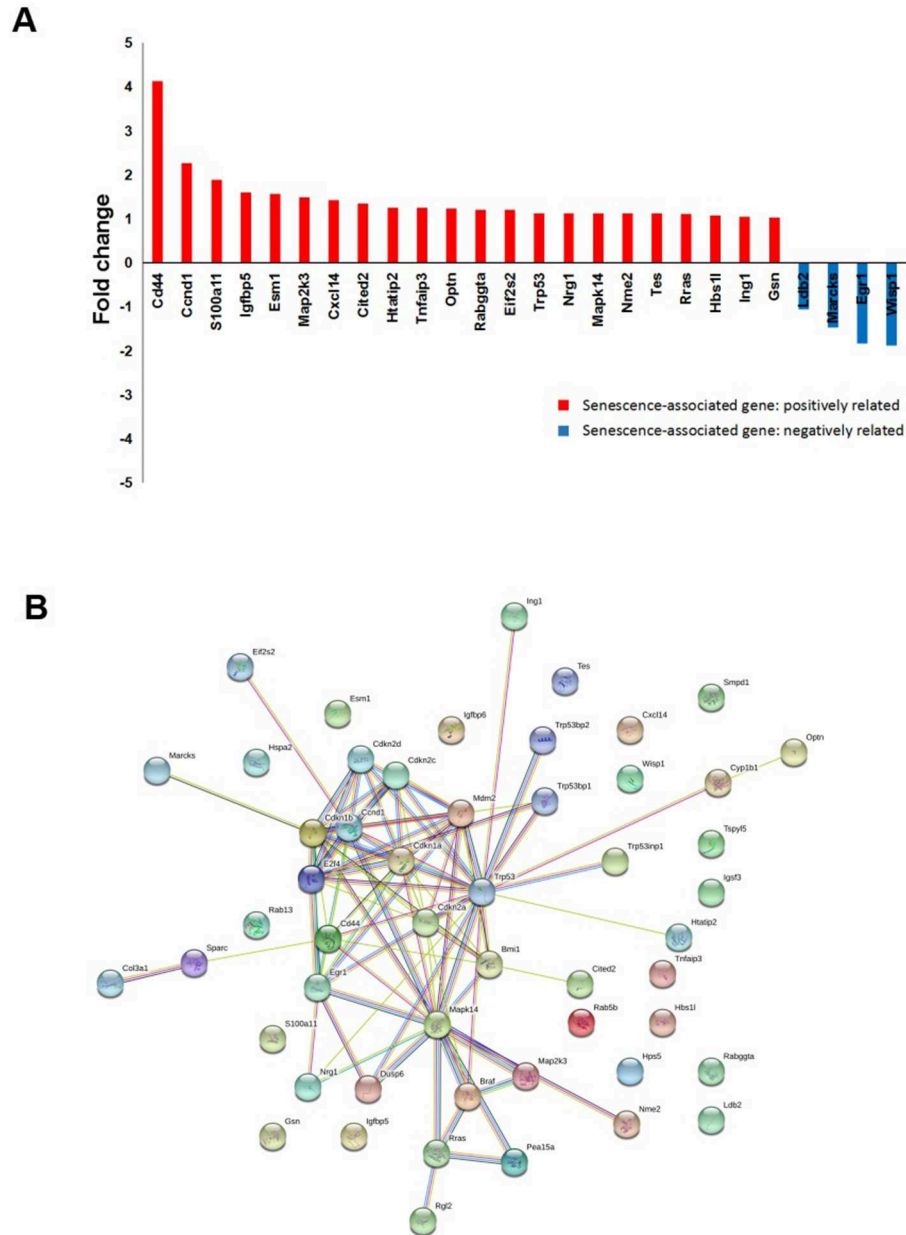 A
5
4
3
2
1
0
-1
-2
-3
-4
-5
Fold change
Cd44
Ccnd1
S100a11
Igfbp5
Esm1
Map2k3
Cxcl14
Cited2
Htatip2
Tnfaip3
Optn
Rabggta
Eif2s2
Trp53
Nrg1
Mapk14
Nme2
Tes
Rras
Hbs1l
Ing1
Gsn
Ldb2
Marcks
Egr1
Wisp1
Senescence-associated gene: positively related
Senescence-associated gene: negatively related
B
Ing1
Eif2s2
Tes
Smpd1
Esm1
Igfbp6
Cxcl14
Trp53bp2
Optn
Hspa2
Cdkn2d
Marcks
Cdkn2c
Wisp1
Cyp1b1
Trp53bp1
Mdm2
Cdkn1b
Ccnd1
Tspyl5
Cdkn1a
Trp53inp1
E2f4
Trp53
Igsf3
Cdkn2a
Rab13
Cd44
Htatip2
Sparc
Bmi1
Col3a1
Tnfaip3
Egr1
Cited2
Mapk14
Rab5b
Hbs1l
S100a11
Map2k3
Hps5
Rabggta
Nrg1
Dusp6
Braf
Nme2
Ldb2
Gsn
Igfbp5
Rras
Pea15a
Rgl2